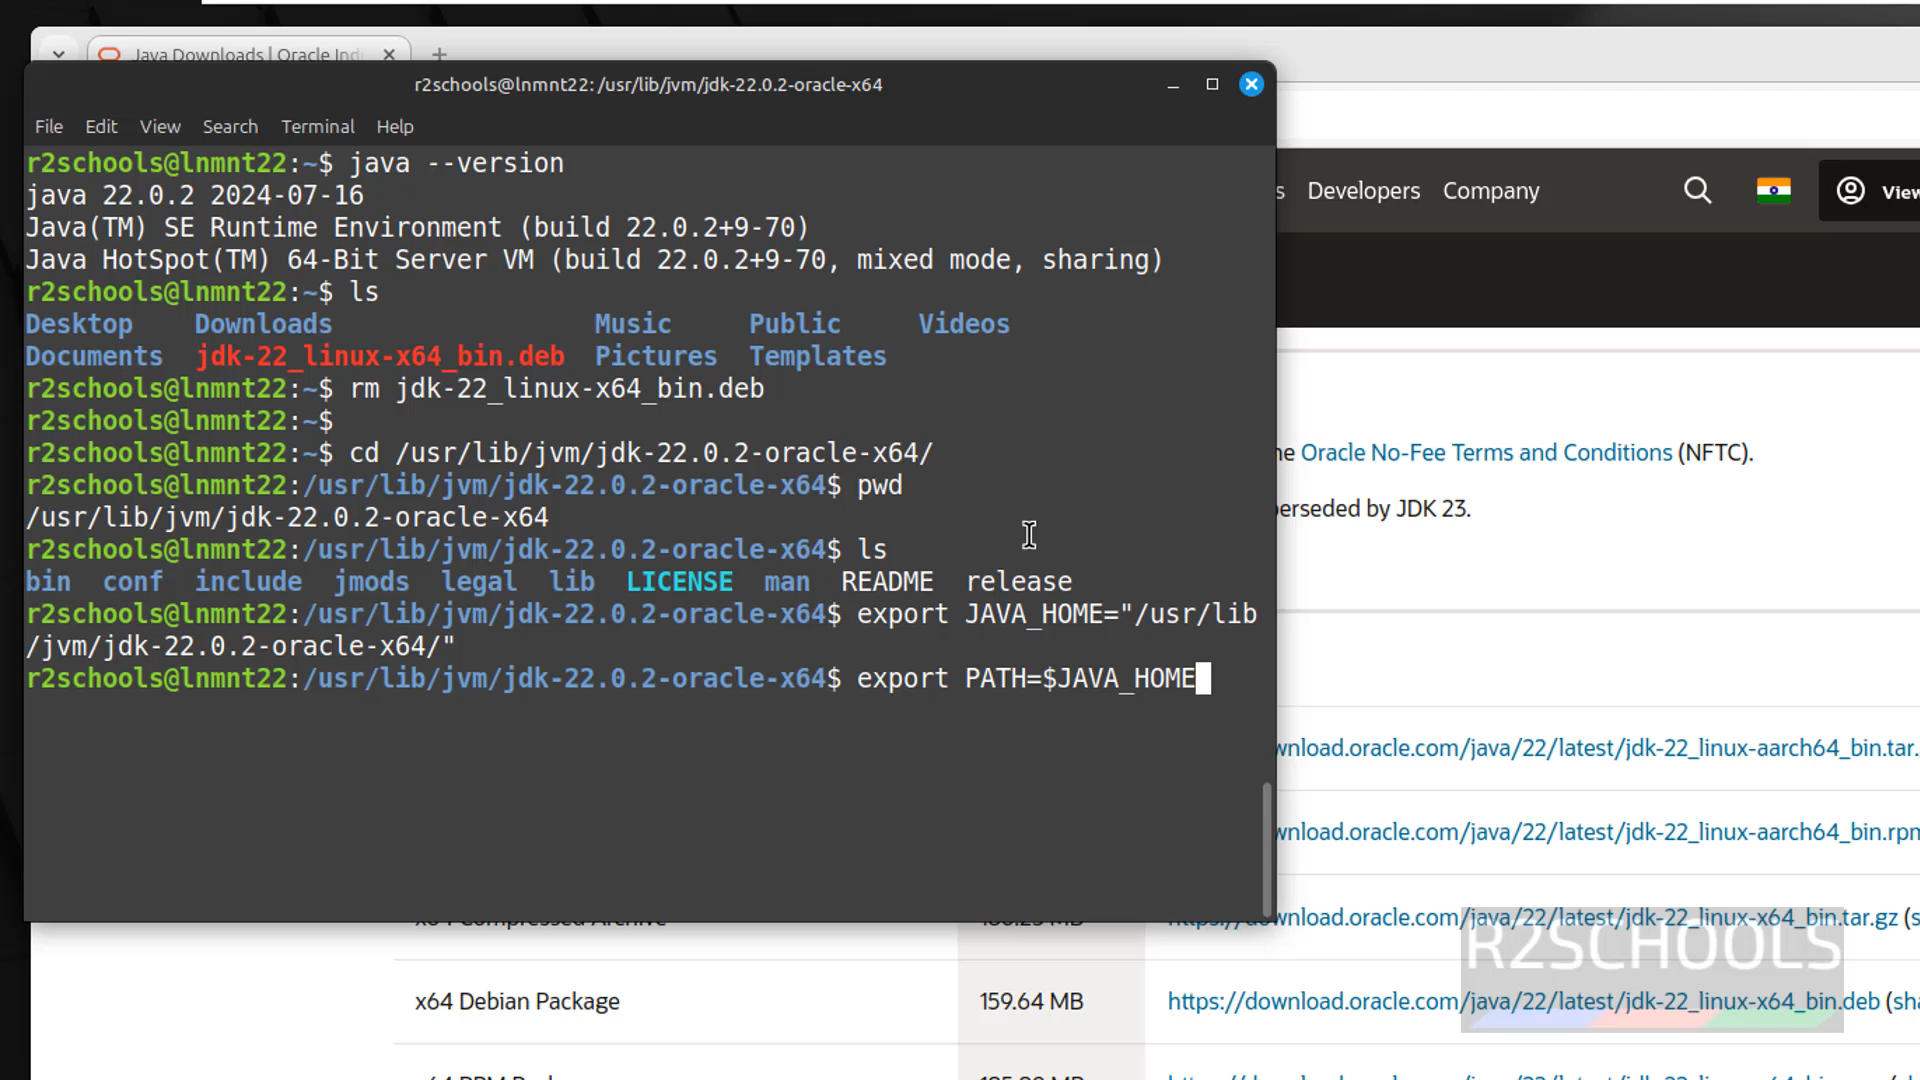 Java Downloads | Oracle Indi
r2schools@lnmnt22: /usr/lib/jvm/jdk-22.0.2-oracle-x64
File Edit View Search Terminal Help
r2schools@lnmnt22:~$ java --version
java 22.0.2 2024-07-16
Java(TM) SE Runtime Environment (build 22.0.2+9-70)
Java HotSpot(TM) 64-Bit Server VM (build 22.0.2+9-70, mixed mode, sharing)
r2schools@lnmnt22:~$ ls
Desktop Downloads Music Public Videos
Documents jdk-22_linux-x64_bin.deb Pictures Templates
r2schools@lnmnt22:~$ rm jdk-22_linux-x64_bin.deb
r2schools@lnmnt22:~$
r2schools@lnmnt22:~$ cd /usr/lib/jvm/jdk-22.0.2-oracle-x64/
r2schools@lnmnt22:/usr/lib/jvm/jdk-22.0.2-oracle-x64$ pwd
/usr/lib/jvm/jdk-22.0.2-oracle-x64
r2schools@lnmnt22:/usr/lib/jvm/jdk-22.0.2-oracle-x64$ ls
bin conf include jmods legal lib LICENSE man README release
r2schools@lnmnt22:/usr/lib/jvm/jdk-22.0.2-oracle-x64$ export JAVA_HOME="/usr/lib
/jvm/jdk-22.0.2-oracle-x64/"
r2schools@lnmnt22:/usr/lib/jvm/jdk-22.0.2-oracle-x64$ export PATH=$JAVA_HOME
s Developers Company View
ne Oracle No-Fee Terms and Conditions (NFTC).
perseded by JDK 23.
wnload.oracle.com/java/22/latest/jdk-22_linux-aarch64_bin.tar.
wnload.oracle.com/java/22/latest/jdk-22_linux-aarch64_bin.rpm
https://download.oracle.com/java/22/latest/jdk-22_linux-x64_bin.tar.gz (s
R2SCHOOLS
x64 Debian Package 159.64 MB https://download.oracle.com/java/22/latest/jdk-22_linux-x64_bin.deb (sha